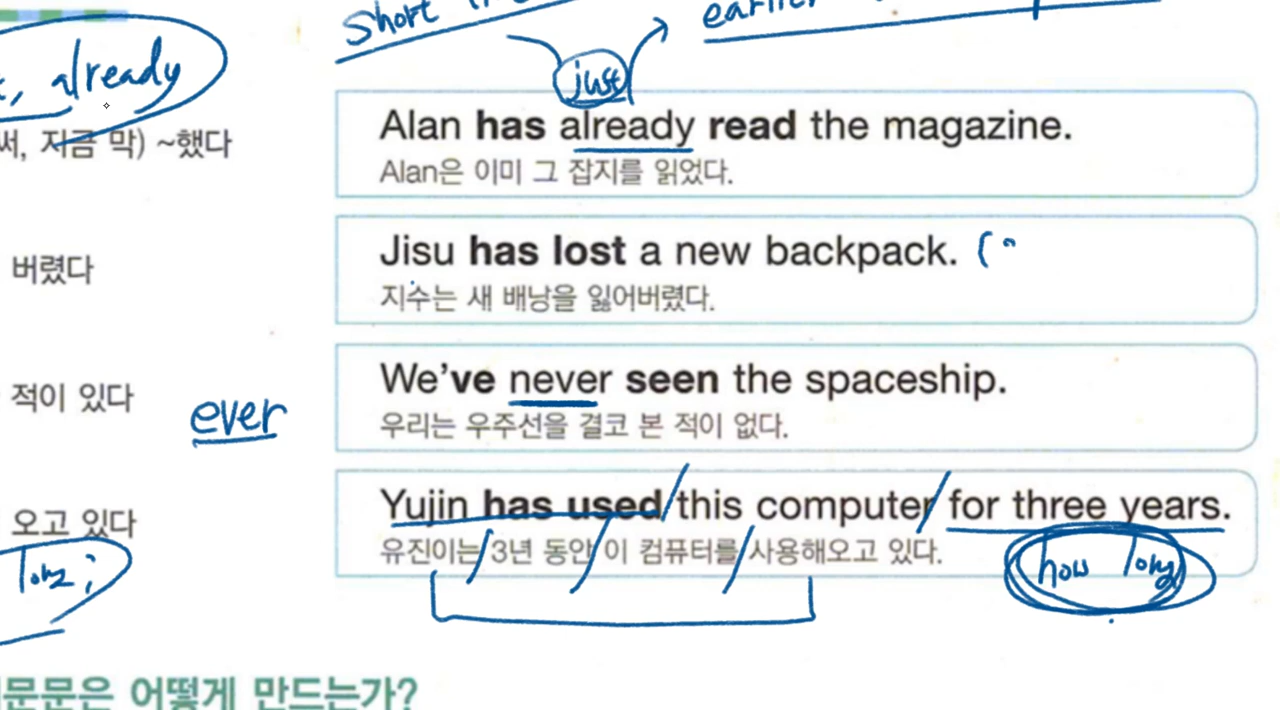 short
earlier
already
just
Alan has already read the magazine.
Alan은 이미 그 잡지를 읽었다.
지금 막) ~했다
Jisu has lost a new backpack. ("
지수는 새 배낭을 잃어버렸다.
버렸다
We've never seen the spaceship.
우리는 우주선을 결코 본 적이 없다.
적이 있다
ever
Yujin has used / this computer / for three years.
유진이는 / 3년 동안 / 이 컴퓨터를 / 사용해오고 있다.
오고 있다
how long
long;
문문은 어떻게 만드는가?